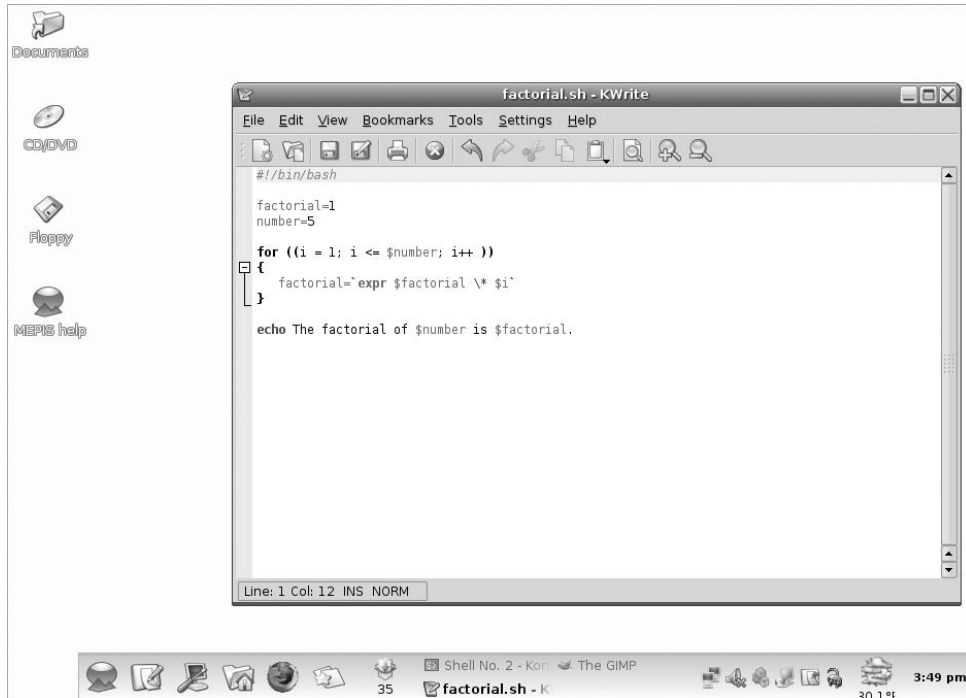 Documents
CD/DVD
Floppy
MEPIS help
factorial.sh - KWrite
File Edit View Bookmarks Tools Settings Help
#!/bin/bash
factorial=1
number=5
for ((i = 1; i <= $number; i++ ))
{
factorial=`expr $factorial \* $i`
}
echo The factorial of $number is $factorial.
Line: 1 Col: 12 INS NORM
35
Shell No. 2 - Kon
The GIMP
factorial.sh - K
30.1°F
3:49 pm